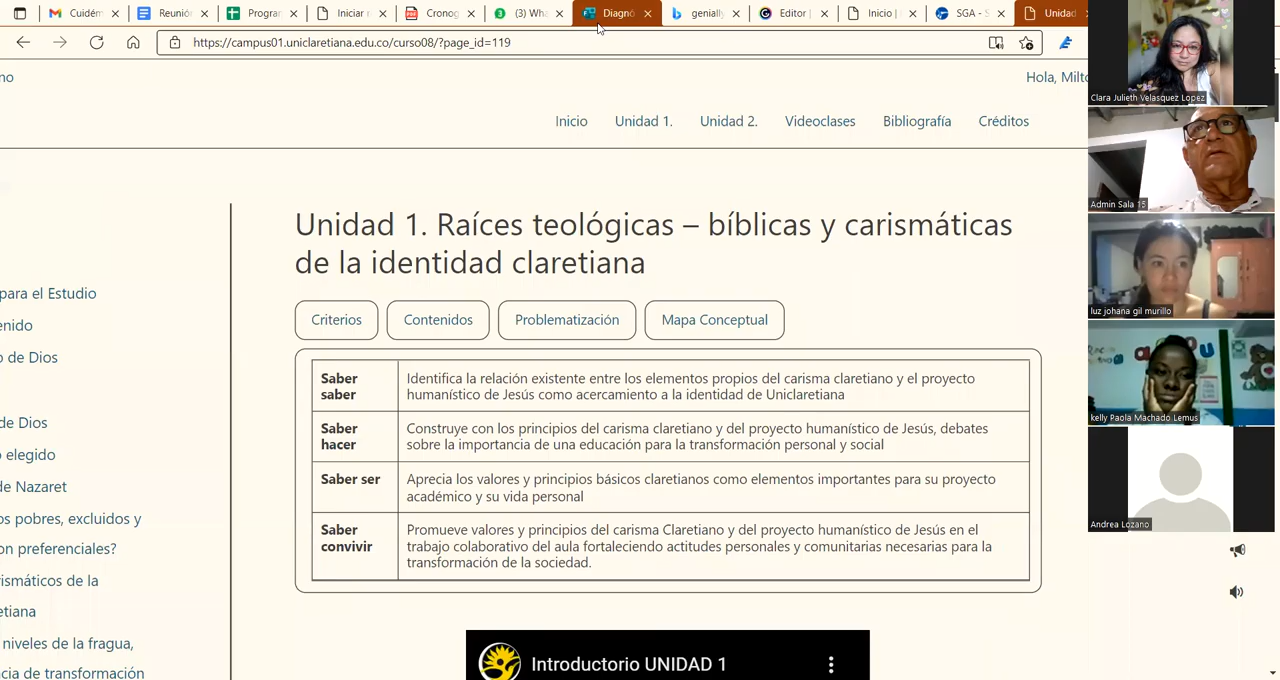 Cuidém
Reunió
Progra
Iniciar r
Cronog
(3) Wha
Diagnó
genially
Editor |
Inicio |
SGA - S
Unidad
https://campus01.uniclaretiana.edu.co/curso08/?page_id=119
no
Hola, Milto
Inicio
Unidad 1.
Unidad 2.
Videoclases
Bibliografía
Créditos
para el Estudio
enido
o de Dios
de Dios
o elegido
de Nazaret
os pobres, excluidos y
on preferenciales?
rismáticos de la
etiana
niveles de la fragua,
cia de transformación
Unidad 1. Raíces teológicas – bíblicas y carismáticas
de la identidad claretiana
Criterios
Contenidos
Problematización
Mapa Conceptual
Saber saber
Identifica la relación existente entre los elementos propios del carisma claretiano y el proyecto
humanístico de Jesús como acercamiento a la identidad de Uniclaretiana
Saber hacer
Con los principios del carisma claretiano y del proyecto humanístico de Jesús, debates
sobre la importancia de una educación para la transformación personal y social
Saber ser
Aprecia los valores y principios básicos claretianos como elementos importantes para su proyecto
académico y su vida personal
Saber convivir
Promueve valores y principios del carisma Claretiano y del proyecto humanístico de Jesús en el
trabajo colaborativo del aula fortaleciendo actitudes personales y comunitarias necesarias para la
transformación de la sociedad.
Introductorio UNIDAD 1
Clara Julieth Velasquez Lopez
Admin Sala 15
luz johana gil murillo
kelly Paola Machado Lemus
Andrea Lozano